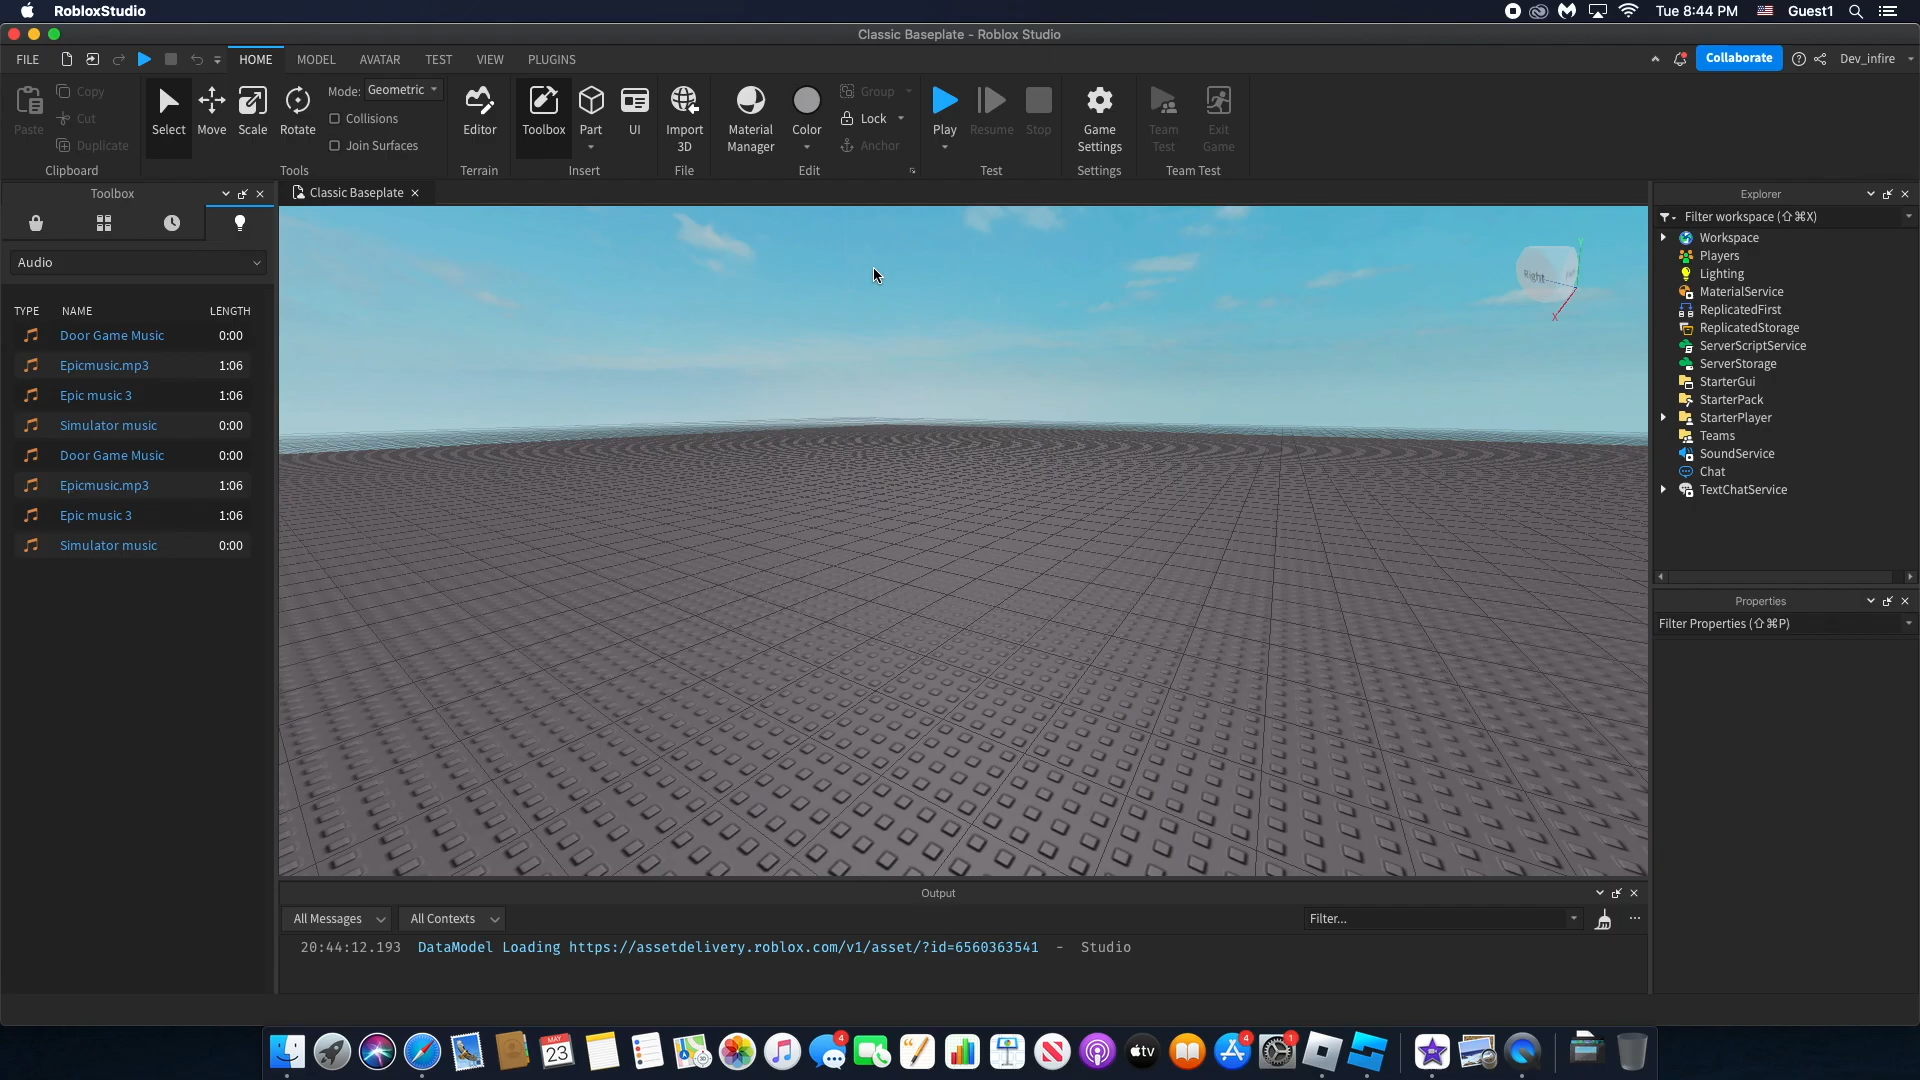 RobloxStudio
Tue 8:44 PM
Guest1
Classic Baseplate - Roblox Studio
FILE
HOME
MODEL
AVATAR
TEST
VIEW
PLUGINS
Collaborate
Dev_infire
Paste
Copy
Cut
Duplicate
Clipboard
Select
Move
Scale
Rotate
Mode: Geometric
Collisions
Join Surfaces
Tools
Editor
Terrain
Toolbox
Part
UI
Insert
Import
3D
File
Material
Manager
Color
Group
Lock
Anchor
Edit
Play
Resume
Stop
Test
Game
Settings
Settings
Team
Test
Exit
Game
Team Test
Toolbox
Classic Baseplate
Audio
TYPE NAME LENGTH
Door Game Music 0:00
Epicmusic.mp3 1:06
Epic music 3 1:06
Simulator music 0:00
Door Game Music 0:00
Epicmusic.mp3 1:06
Epic music 3 1:06
Simulator music 0:00
Right
Y
X
Explorer
Filter workspace (⇧⌘X)
Workspace
Players
Lighting
MaterialService
ReplicatedFirst
ReplicatedStorage
ServerScriptService
ServerStorage
StarterGui
StarterPack
StarterPlayer
Teams
SoundService
Chat
TextChatService
Properties
Filter Properties (⇧⌘P)
Output
All Messages
All Contexts
Filter...
20:44:12.193 DataModel Loading https://assetdelivery.roblox.com/v1/asset/?id=6560363541 - Studio
MAY
23
4
tv
4
1